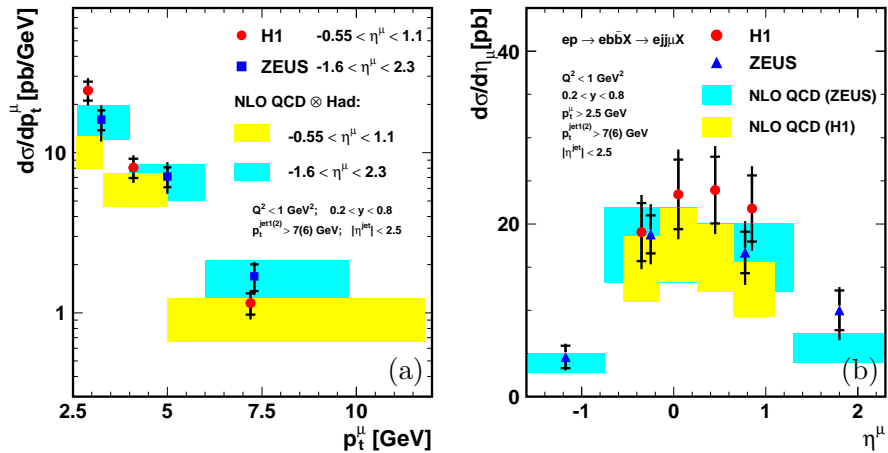 dσ/dp_t^μ [pb/GeV]
10
1
H1 -0.55 < η^μ < 1.1
ZEUS -1.6 < η^μ < 2.3
NLO QCD ⊗ Had:
-0.55 < η^μ < 1.1
-1.6 < η^μ < 2.3
Q² < 1 GeV²; 0.2 < y < 0.8
p_t^jet1(2) > 7(6) GeV; |η^jet| < 2.5
(a)
2.5 5 7.5 10
p_t^μ [GeV]
dσ/dη_μ[pb]
40
20
0
ep → ebb̄X → ejjμX
Q² < 1 GeV²
0.2 < y < 0.8
p_t^μ > 2.5 GeV
p_t^jet1(2) > 7(6) GeV
|η^jet| < 2.5
H1
ZEUS
NLO QCD (ZEUS)
NLO QCD (H1)
(b)
-1 0 1 2
η^μ